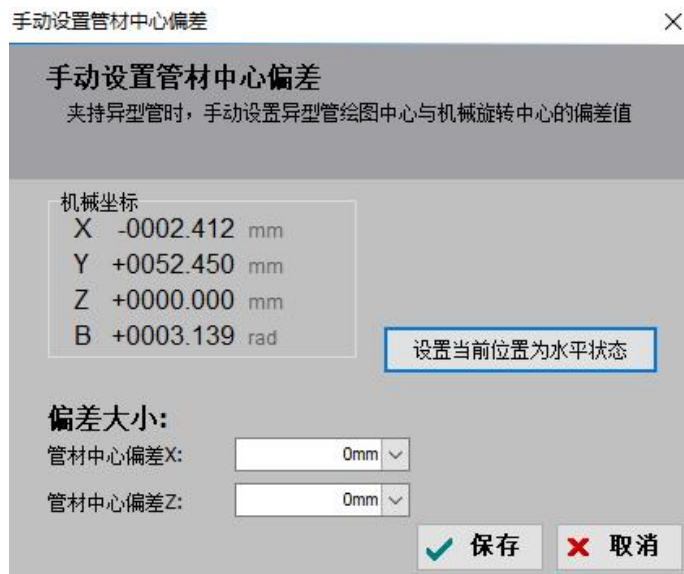 手动设置管材中心偏差
手动设置管材中心偏差
夹持异型管时，手动设置异型管绘图中心与机械旋转中心的偏差值
机械坐标
X -0002.412 mm
Y +0052.450 mm
Z +0000.000 mm
B +0003.139 rad
设置当前位置为水平状态
偏差大小:
管材中心偏差X: 0mm
管材中心偏差Z: 0mm
保存 取消